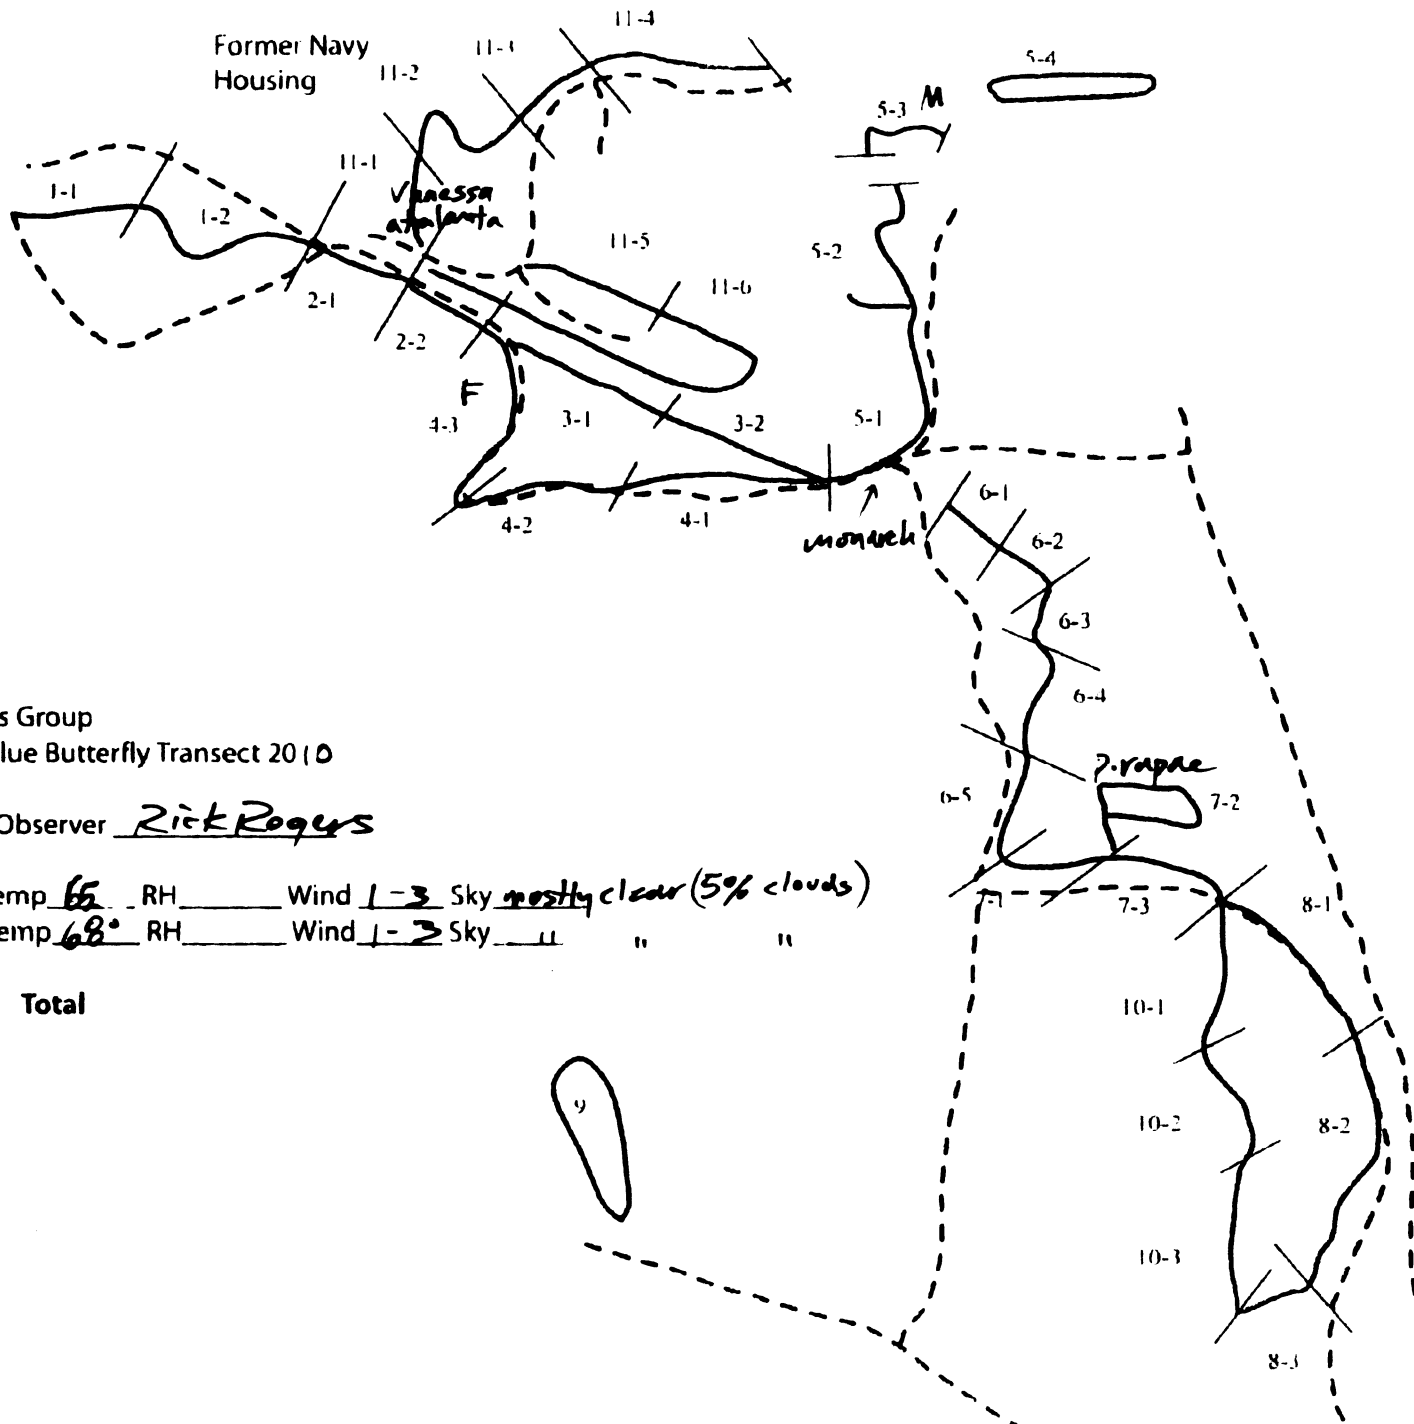 11-4
Former Navy
Housing
11-3
11-2
5-4
5-3 M
11-1
1-1
1-2
Vanessa
atalanta
11-5
5-2
11-6
2-1
2-2
F
4-3
3-1
3-2
5-1
6-1
4-2
4-1
monarch
6-2
6-3
6-4
s Group
lue Butterfly Transect 2010
P. rapae
6-5
7-2
Observer Rick Rogers
emp 65 RH Wind 1-3 Sky mostly clear (5% clouds)
7-1
7-3
8-1
emp 68° RH Wind 1-3 Sky " " "
Total
10-1
9
10-2
8-2
10-3
8-3